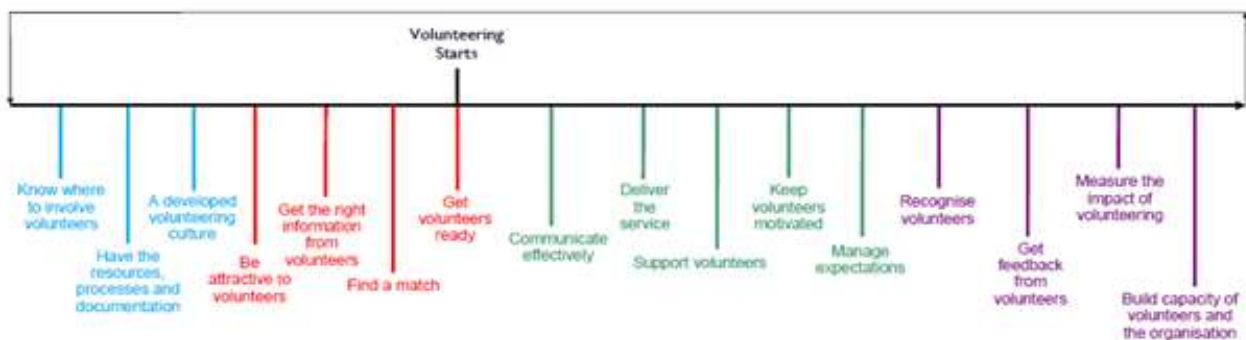 Volunteering
Starts
Know where
to involve
volunteers
Have the
resources,
processes and
documentation
A developed
volunteering
culture
Be
attractive to
volunteers
Get the right
information
from
volunteers
Find a match
Get
volunteers
ready
Communicate
effectively
Deliver
the
service
Support volunteers
Keep
volunteers
motivated
Manage
expectations
Recognise
volunteers
Get
feedback
from
volunteers
Measure the
impact of
volunteering
Build capacity of
volunteers and
the organisation